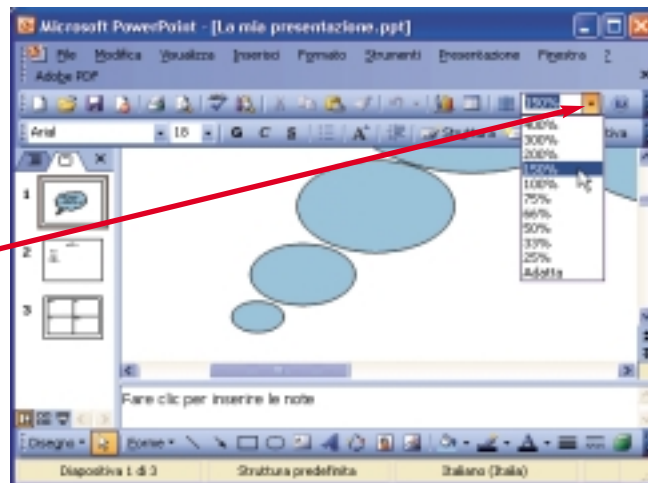 Microsoft PowerPoint - [La mia presentazione.ppt]
File Modifica Visualizza Inserisci Formato Strumenti Presentazione Finestra ?
Adobe PDF
Arial 18 G C S A Struttura
400%
300%
200%
150%
100%
75%
66%
50%
33%
25%
Adatta
1
2
3
Fare clic per inserire le note
Disegno Forme
Diapositiva 1 di 3 Struttura predefinita Italiano (Italia)